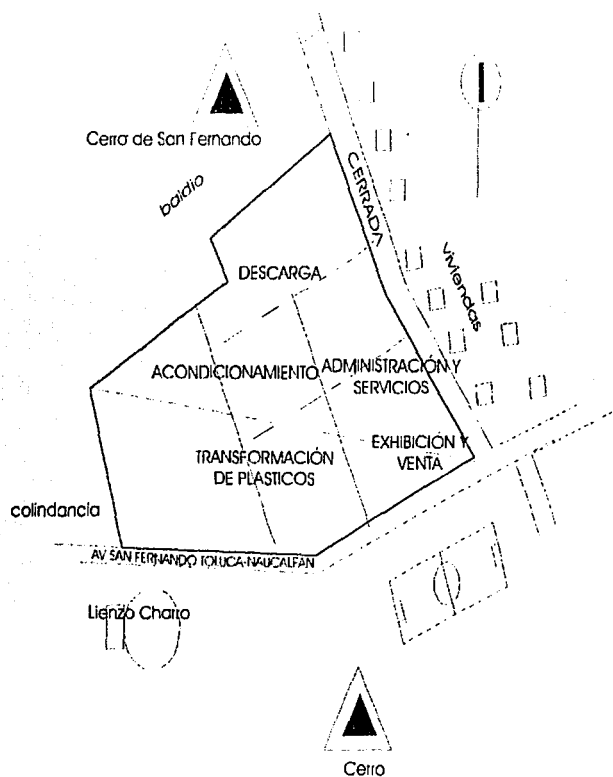 Cerro de San Fernando
baldio
CERRADA
DESCARGA
Viviendas
ACONDICIONAMIENTO
ADMINISTRACIÓN Y
SERVICIOS
TRANSFORMACIÓN
DE PLASTICOS
EXHIBICIÓN Y
VENTA
colindancia
AV SAN FERNANDO TOLUCA-NAUCALPAN
Lienzo Charro
Cerro